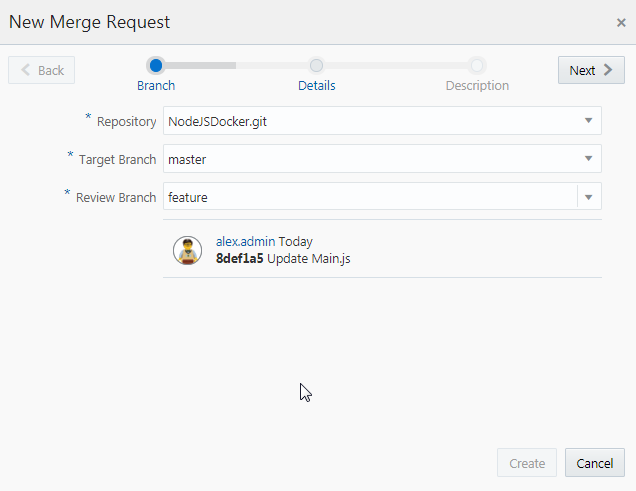 New Merge Request
Back
Next
Branch
Details
Description
* Repository NodeJSDocker.git
* Target Branch master
* Review Branch feature
alex.admin Today
8def1a5 Update Main.js
Create Cancel